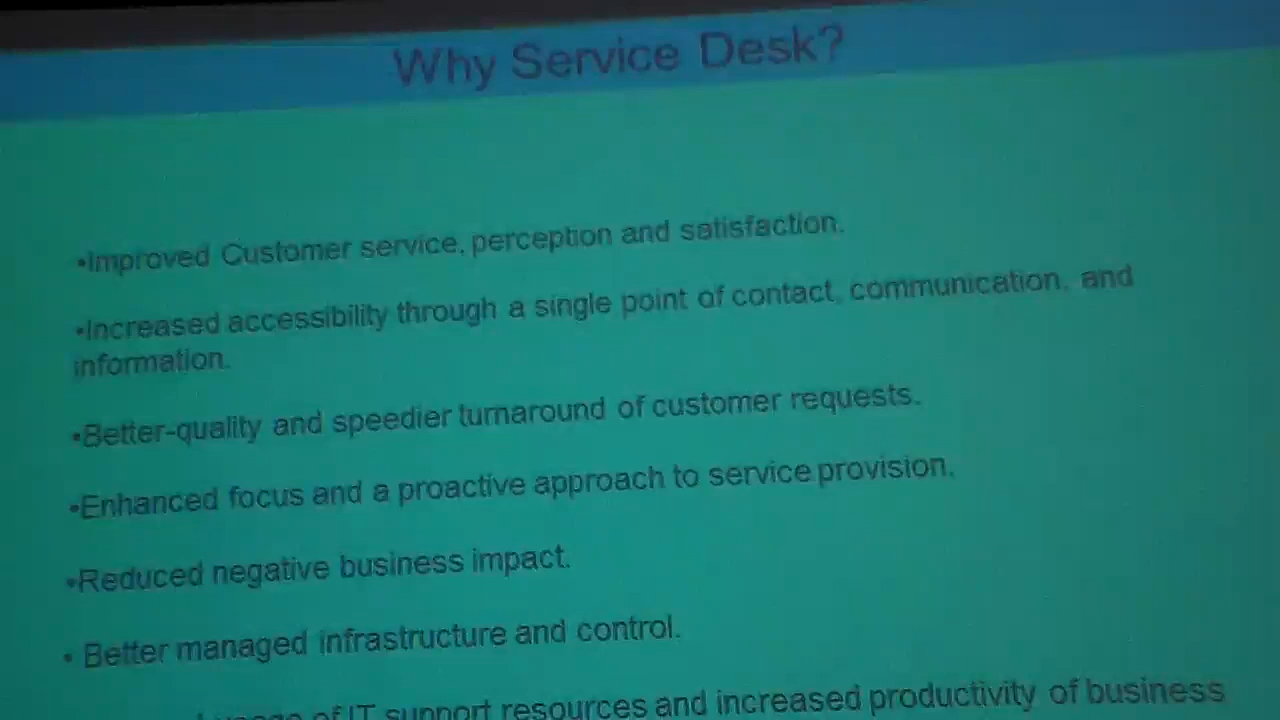 Why Service Desk?
•Improved Customer service, perception and satisfaction.
•Increased accessibility through a single point of contact, communication, and
information.
•Better-quality and speedier turnaround of customer requests.
•Enhanced focus and a proactive approach to service provision.
•Reduced negative business impact.
• Better managed infrastructure and control.
of IT support resources and increased productivity of business